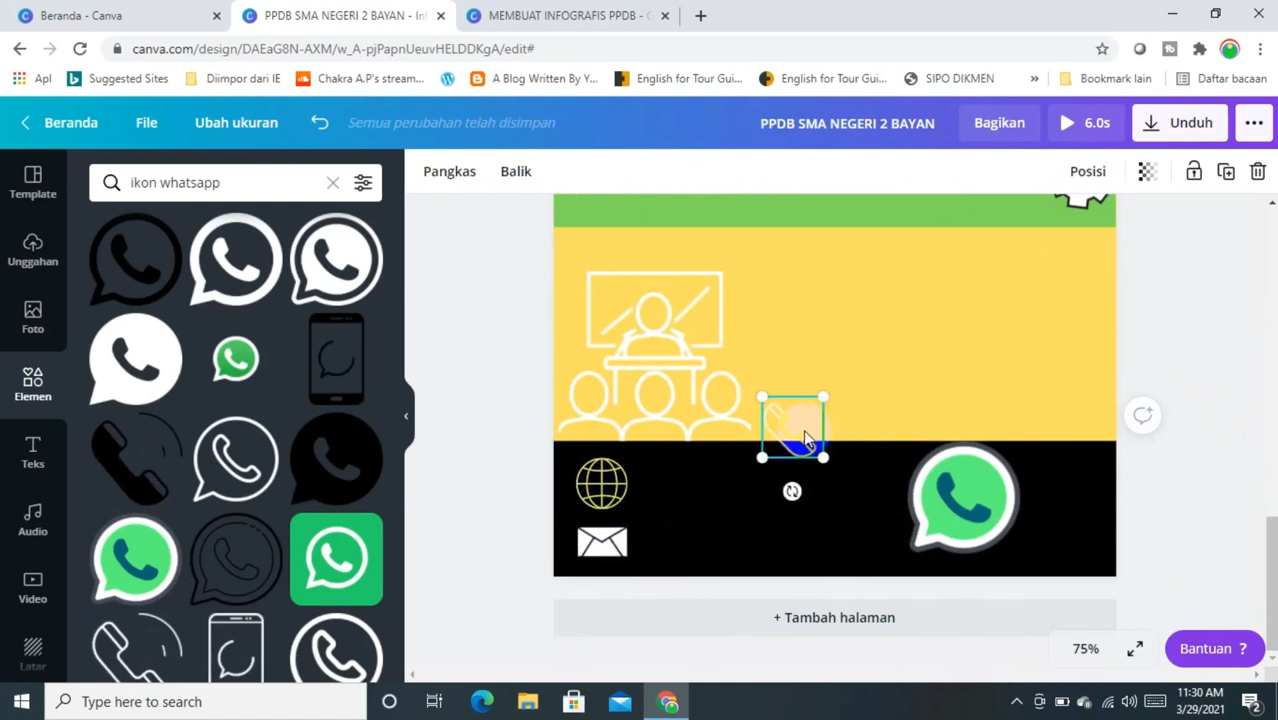 Beranda - Canva
PPDB SMA NEGERI 2 BAYAN - Inf
MEMBUAT INFOGRAFIS PPDB - G
canva.com/design/DAEaG8N-AXM/w_A-pjPapnUeuvHELDDKgA/edit#
Apl
Suggested Sites
Diimpor dari IE
Chakra A.P's stream...
A Blog Written By Y...
English for Tour Gui...
English for Tour Gui...
SIPO DIKMEN
»
Bookmark lain
Daftar bacaan
Beranda
File
Ubah ukuran
Semua perubahan telah disimpan
PPDB SMA NEGERI 2 BAYAN
Bagikan
6.0s
Unduh
Template
Unggahan
Foto
Elemen
Teks
Audio
Video
Latar
ikon whatsapp
Pangkas
Balik
Posisi
+ Tambah halaman
75%
Bantuan ?
Type here to search
11:30 AM
3/29/2021
2